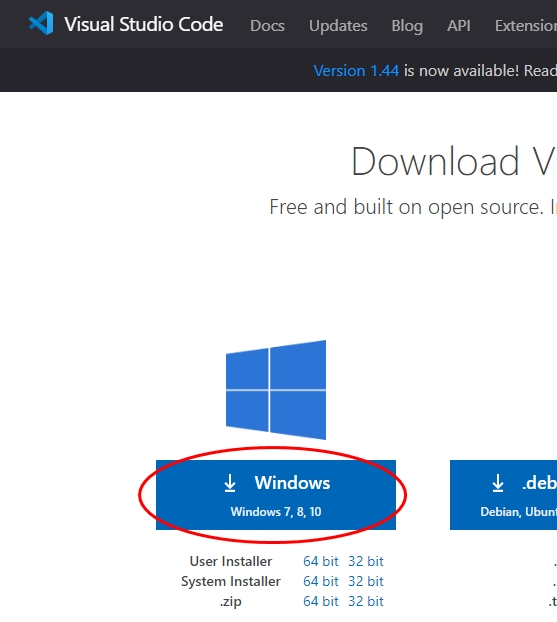 Visual Studio Code Docs Updates Blog API Extension
Version 1.44 is now available! Read
Download V
Free and built on open source. I
Windows
Windows 7, 8, 10
.deb
Debian, Ubunt
User Installer 64 bit 32 bit
System Installer 64 bit 32 bit
.zip 64 bit 32 bit